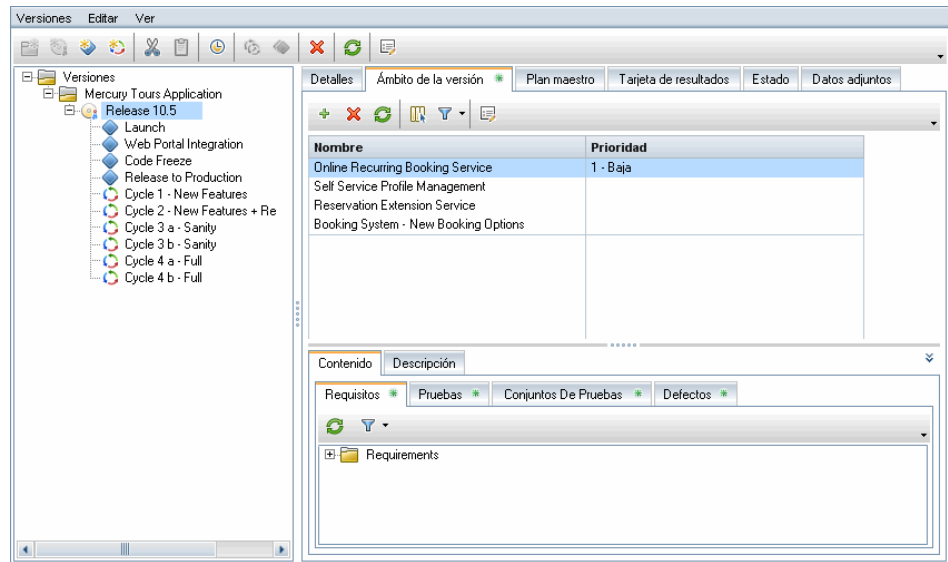 Versiones Editar Ver
Versiones
Mercury Tours Application
Release 10.5
Launch
Web Portal Integration
Code Freeze
Release to Production
Cycle 1 - New Features
Cycle 2 - New Features + Re
Cycle 3 a - Sanity
Cycle 3 b - Sanity
Cycle 4 a - Full
Cycle 4 b - Full
Detalles Ámbito de la versión * Plan maestro Tarjeta de resultados Estado Datos adjuntos
Nombre Prioridad
Online Recurring Booking Service 1 - Baja
Self Service Profile Management
Reservation Extension Service
Booking System - New Booking Options
Contenido Descripción
Requisitos * Pruebas * Conjuntos De Pruebas * Defectos *
Requirements